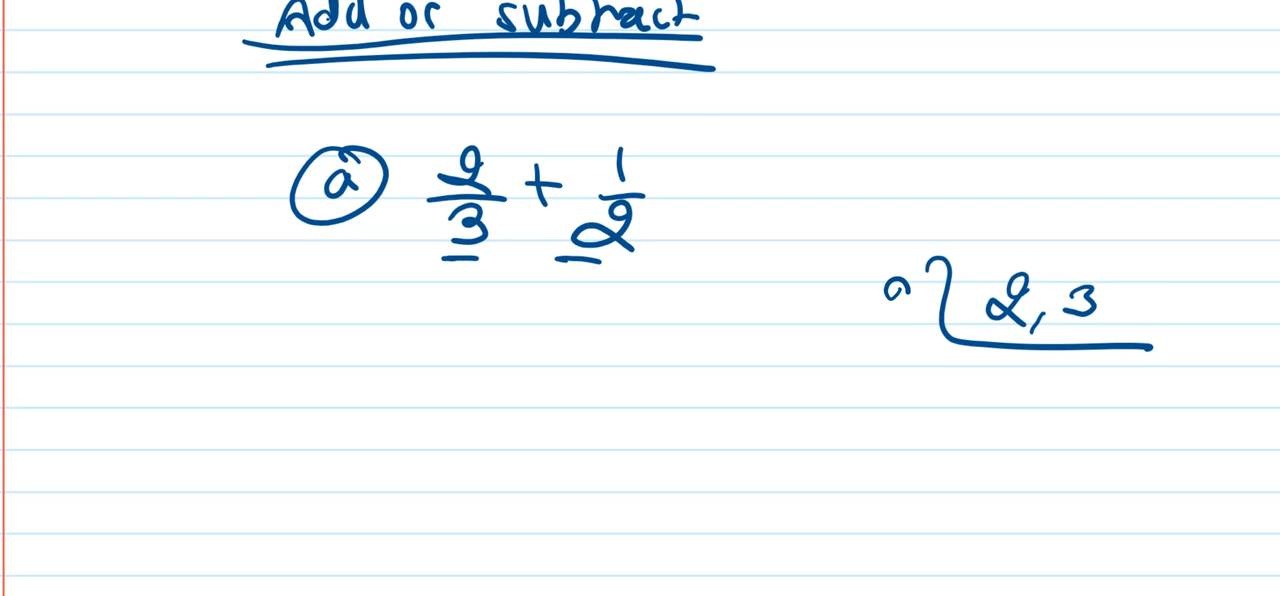 Add or subtract
(a) 2/3 + 1/2
2, 3